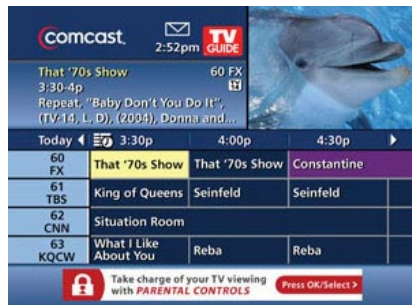 comcast.
2:52pm
TV
GUIDE
That '70s Show 60 FX
3:30-4p
Repeat, "Baby Don't You Do It",
(TV-14, L, D), (2004), Donna and...
Today 3:30p 4:00p 4:30p
60
FX
That '70s Show That '70s Show Constantine
61
TBS
King of Queens Seinfeld Seinfeld
62
CNN
Situation Room
63
KQCW
What I Like
About You
Reba Reba
Take charge of your TV viewing
with PARENTAL CONTROLS
Press OK/Select >